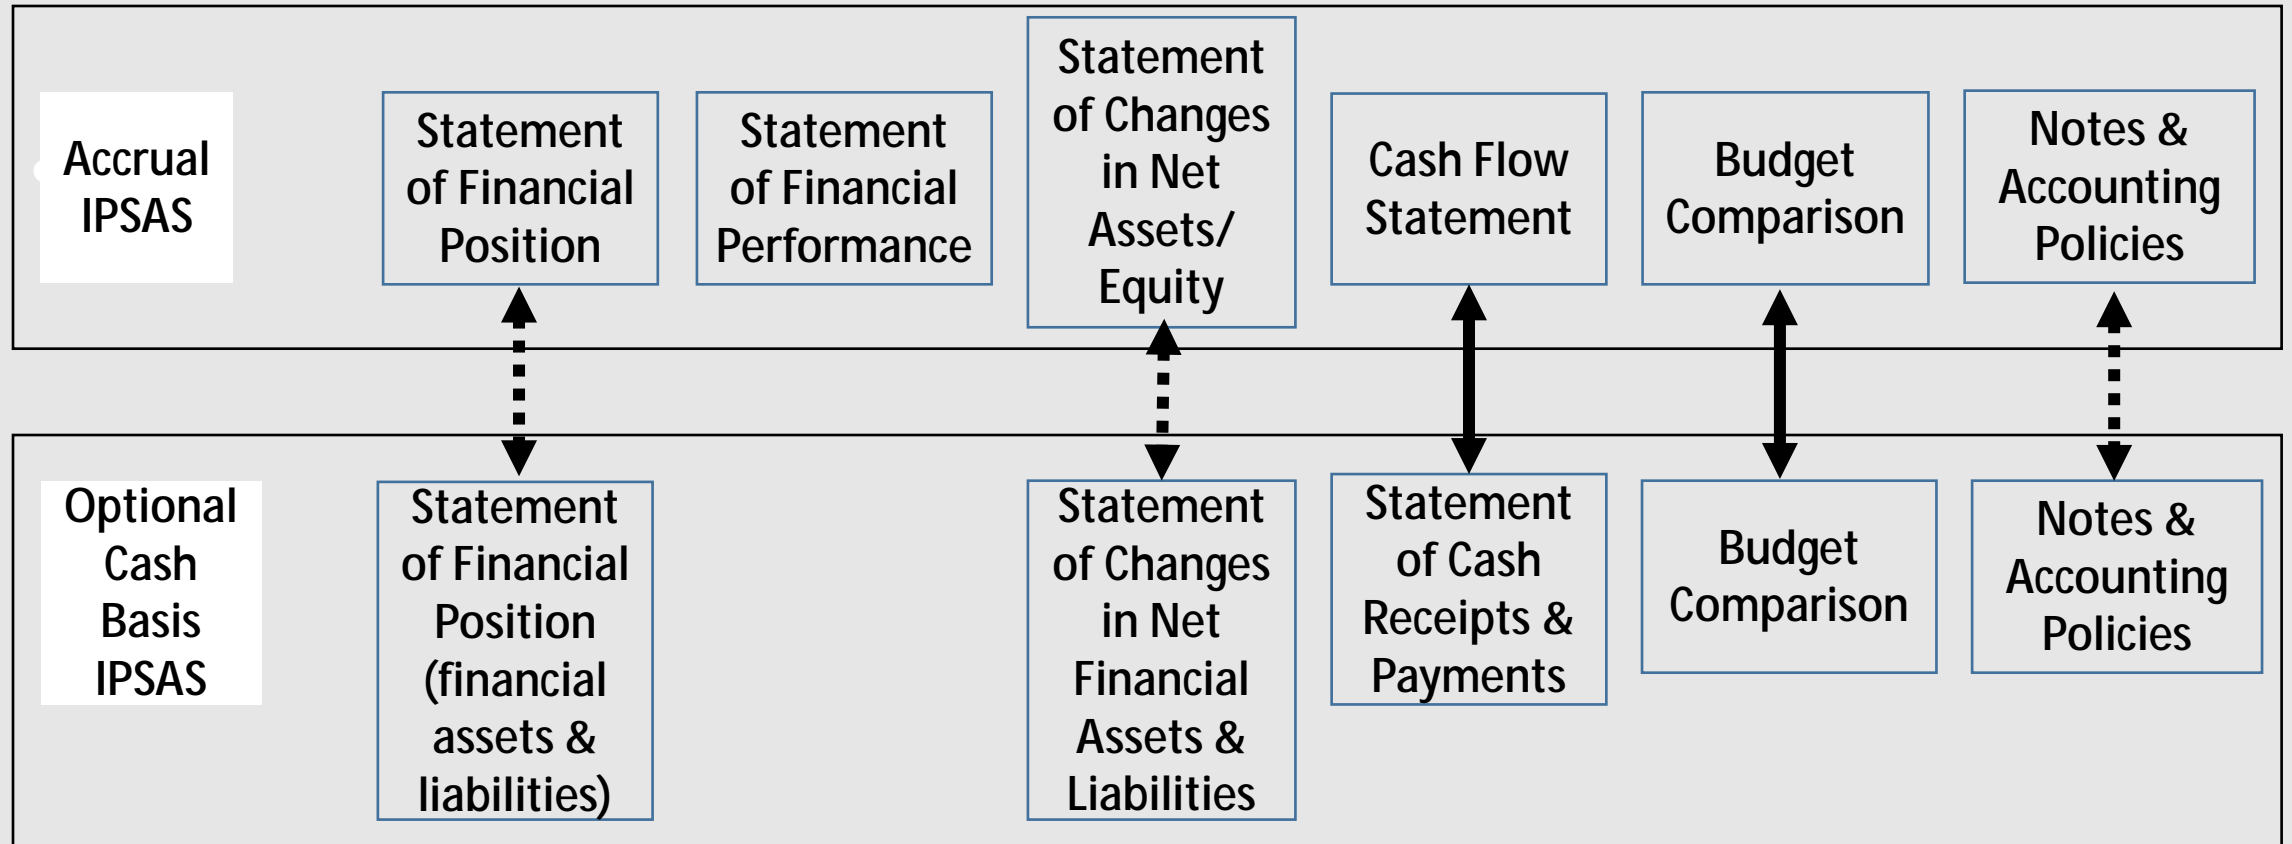 Accrual
IPSAS
Statement
of Financial
Position
Statement
of Financial
Performance
Statement
of Changes
in Net
Assets/
Equity
Cash Flow
Statement
Budget
Comparison
Notes &
Accounting
Policies
Optional
Cash
Basis
IPSAS
Statement
of Financial
Position
(financial
assets &
liabilities)
Statement
of Changes
in Net
Financial
Assets &
Liabilities
Statement
of Cash
Receipts &
Payments
Budget
Comparison
Notes &
Accounting
Policies